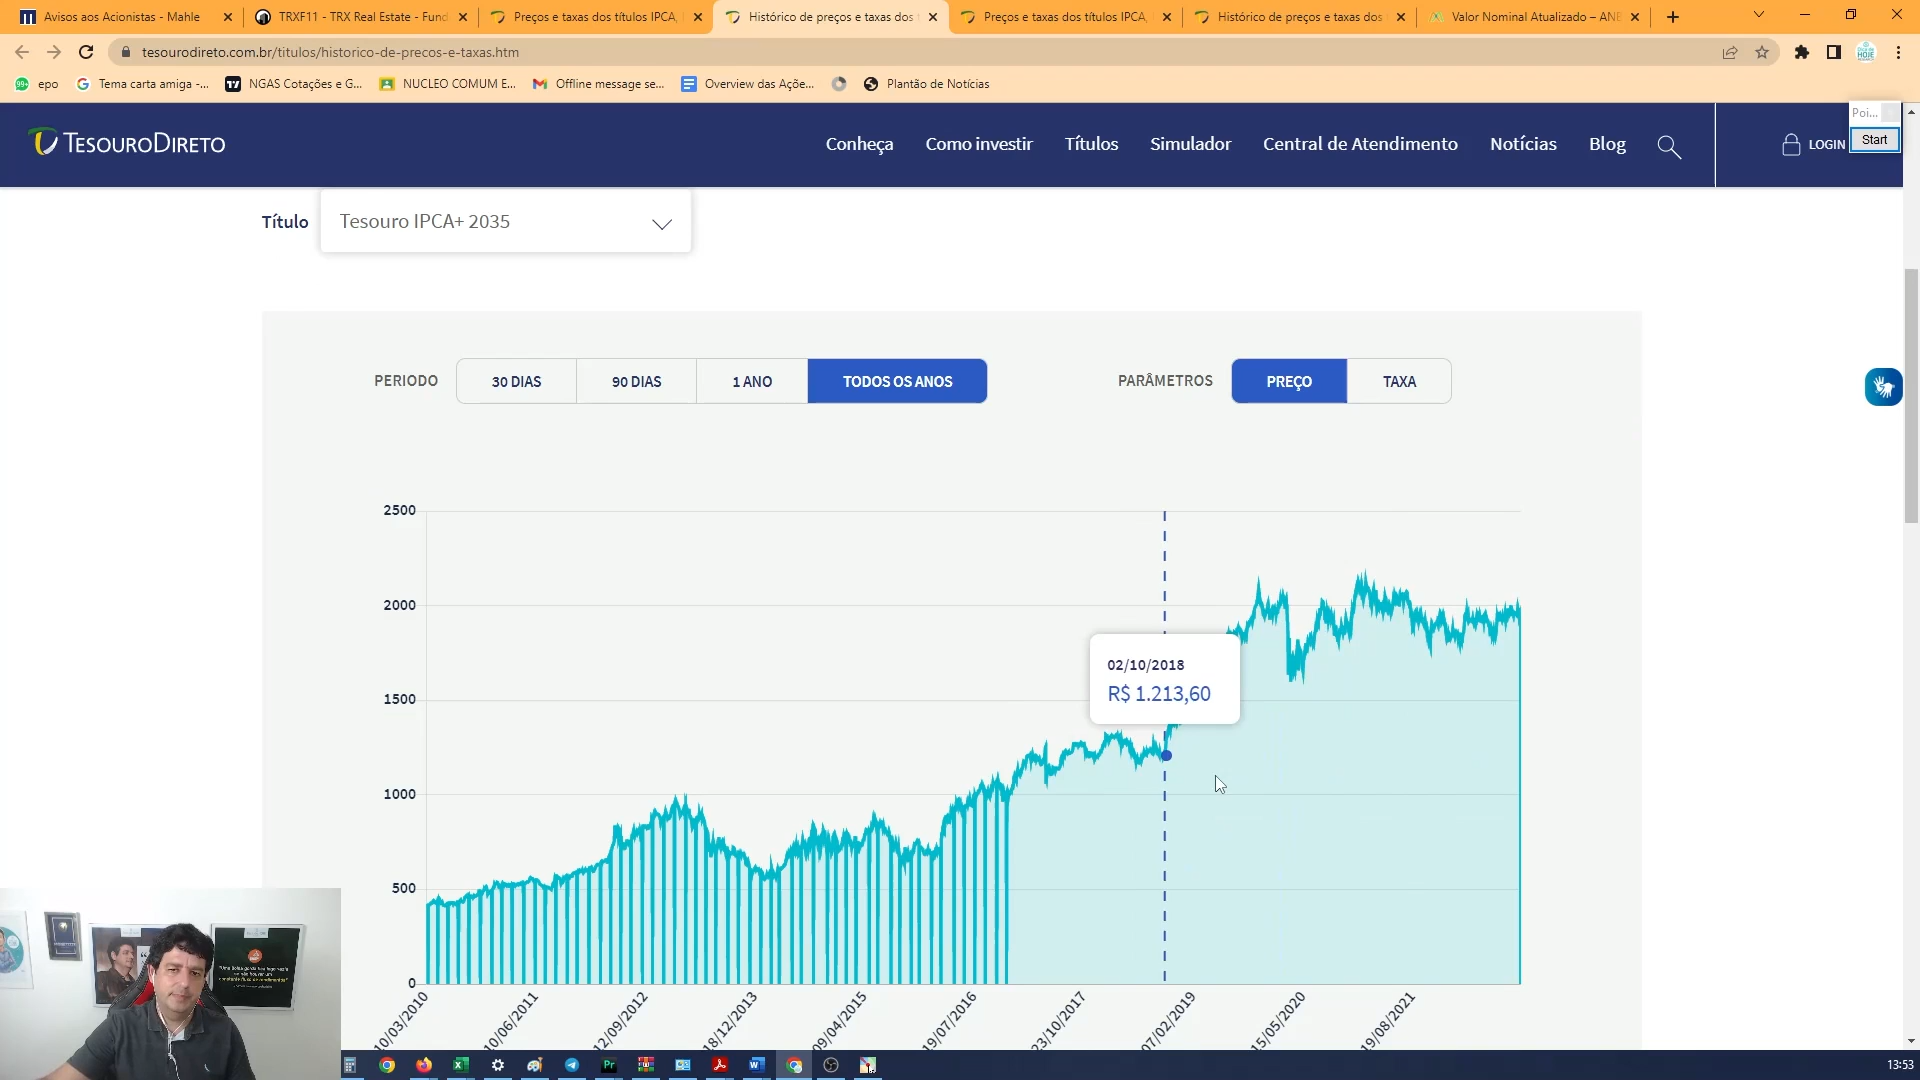 Avisos aos Acionistas - Mahle
TRXF11 - TRX Real Estate - Fund
Preços e taxas dos títulos IPCA,
Histórico de preços e taxas dos
Preços e taxas dos títulos IPCA,
Histórico de preços e taxas dos
Valor Nominal Atualizado – ANB
tesourodireto.com.br/titulos/historico-de-precos-e-taxas.htm
99+
epo
Tema carta amiga -...
NGAS Cotações e G...
NUCLEO COMUM E...
Offline message se...
Overview das Açõe...
Plantão de Notícias
TESOURODIRETO
Conheça
Como investir
Títulos
Simulador
Central de Atendimento
Notícias
Blog
LOGIN
Poi...
Start
Título
Tesouro IPCA+ 2035
PERIODO
30 DIAS
90 DIAS
1 ANO
TODOS OS ANOS
PARÂMETROS
PREÇO
TAXA
2500
2000
1500
1000
500
0
02/10/2018
R$ 1.213,60
10/03/2010
10/06/2011
12/09/2012
18/12/2013
09/04/2015
19/07/2016
23/10/2017
07/02/2019
15/05/2020
19/08/2021
13:53